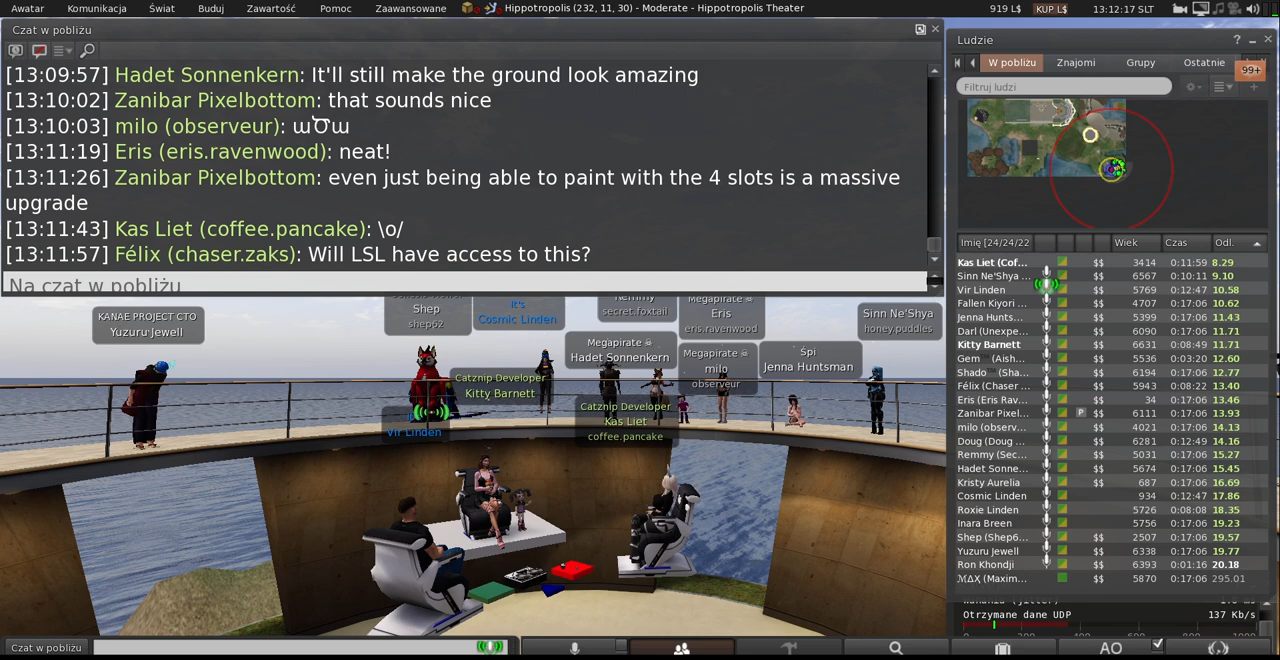 Awatar Komunikacja Świat Buduj Zawartość Pomoc Zaawansowane Hippotropolis (232, 11, 30) - Moderate - Hippotropolis Theater 919 L$ KUP L$ 13:12:17 SLT
Czat w pobliżu
[13:09:57] Hadet Sonnenkern: It'll still make the ground look amazing
[13:10:02] Zanibar Pixelbottom: that sounds nice
[13:10:03] milo (observeur):
[13:11:19] Eris (eris.ravenwood): neat!
[13:11:26] Zanibar Pixelbottom: even just being able to paint with the 4 slots is a massive
upgrade
[13:11:43] Kas Liet (coffee.pancake): \o/
[13:11:57] Félix (chaser.zaks): Will LSL have access to this?
Na czat w pobliżu
KANAE PROJECT CTO
Yuzuru Jewell
Shep
shep62
It's
Cosmic Linden
Remmy
secret.foxtail
Megapirate ☠
Eris
eris.ravenwood
Sinn Ne'Shya
honey.puddles
Megapirate ☠
Hadet Sonnenkern
Megapirate ☠
milo
observeur
Śpi
Jenna Huntsman
Catznip Developer
Kitty Barnett
Catznip Developer
Kas Liet
coffee.pancake
Vir Linden
Czat w pobliżu
AO
Ludzie
W pobliżu Znajomi Grupy Ostatnie 99+
Filtruj ludzi
Imię [24/24/22 Wiek Czas Odl.
Kas Liet (Cof... $$ 3414 0:11:59 8.29
Sinn Ne'Shya ... $$ 6567 0:10:11 9.10
Vir Linden $$ 5769 0:12:47 10.58
Fallen Kiyori ... $$ 4707 0:17:06 10.62
Jenna Hunts... $$ 5399 0:17:06 11.43
Darl (Unexpe... $$ 6090 0:17:06 11.71
Kitty Barnett $$ 6631 0:08:49 11.71
Gem™ (Aish... $$ 5536 0:03:20 12.60
Shado™ (Sha... $$ 6194 0:17:06 12.77
Félix (Chaser ... $$ 5943 0:08:22 13.40
Eris (Eris Rav... $$ 34 0:17:06 13.46
Zanibar Pixel... P $$ 6111 0:17:06 13.93
milo (observ... $$ 4021 0:17:06 14.13
Doug (Doug ... $$ 6281 0:12:49 14.16
Remmy (Sec... $$ 5031 0:17:06 15.27
Hadet Sonne... $$ 5674 0:17:06 15.45
Kristy Aurelia $$ 687 0:17:06 16.69
Cosmic Linden 934 0:12:47 17.86
Roxie Linden $$ 5726 0:08:08 18.35
Inara Breen $$ 5756 0:17:06 19.23
Shep (Shep6... $$ 2507 0:17:06 19.57
Yuzuru Jewell $$ 6338 0:17:06 19.77
Ron Khondji $$ 6393 0:01:16 20.18
ℳΔҲ (Maxim... $$ 5870 0:17:06 295.01
Otrzymane dane UDP 137 Kb/s